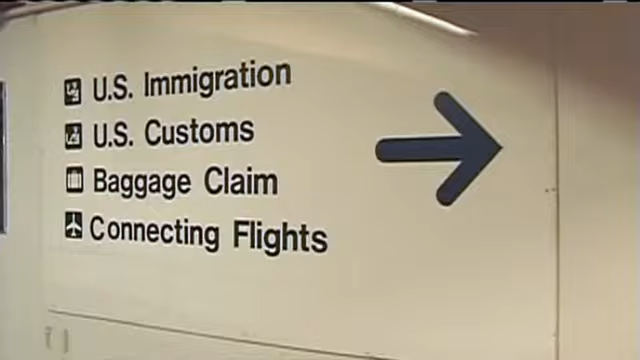 U.S. Immigration
U.S. Customs
Baggage Claim
Connecting Flights